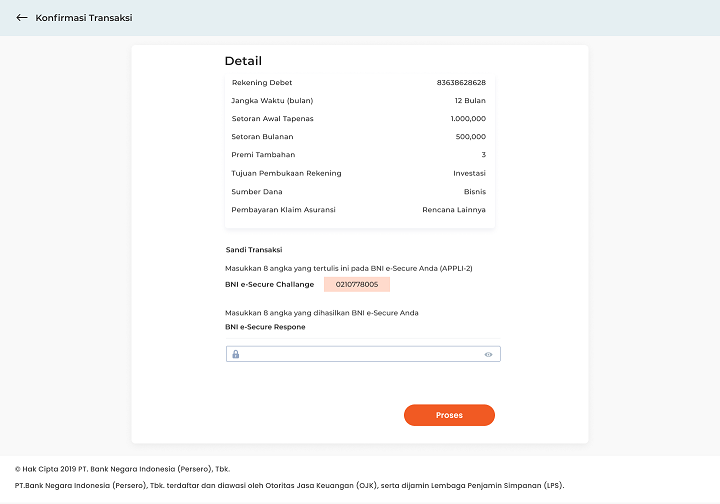 Konfirmasi Transaksi
Detail
Rekening Debet 83638628628
Jangka Waktu (bulan) 12 Bulan
Setoran Awal Tapenas 1.000,000
Setoran Bulanan 500,000
Premi Tambahan 3
Tujuan Pembukaan Rekening Investasi
Sumber Dana Bisnis
Pembayaran Klaim Asuransi Rencana Lainnya
Sandi Transaksi
Masukkan 8 angka yang tertulis ini pada BNI e-Secure Anda (APPLI-2)
BNI e-Secure Challange 0210778005
Masukkan 8 angka yang dihasilkan BNI e-Secure Anda
BNI e-Secure Respone
Proses
© Hak Cipta 2019 PT. Bank Negara Indonesia (Persero), Tbk.
PT.Bank Negara Indonesia (Persero), Tbk. terdaftar dan diawasi oleh Otoritas Jasa Keuangan (OJK), serta dijamin Lembaga Penjamin Simpanan (LPS).